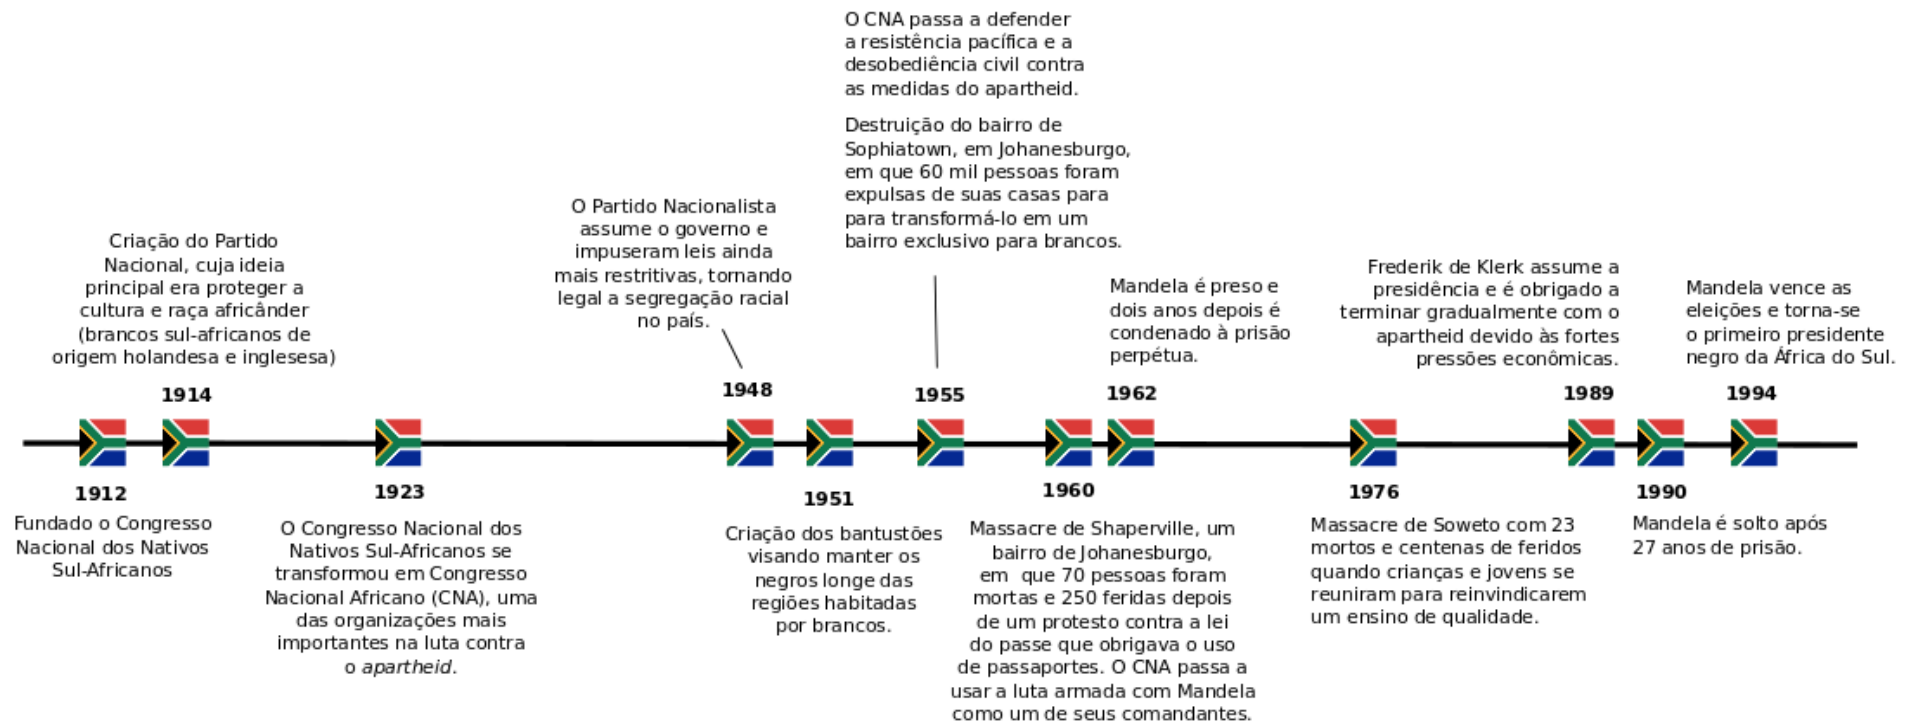 1912
Fundado o Congresso
Nacional dos Nativos
Sul-Africanos
Criação do Partido
Nacional, cuja ideia
principal era proteger a
cultura e raça africânder
(brancos sul-africanos de
origem holandesa e inglesesa)
1914
1923
O Congresso Nacional dos
Nativos Sul-Africanos se
transformou em Congresso
Nacional Africano (CNA), uma
das organizações mais
importantes na luta contra
o apartheid.
O Partido Nacionalista
assume o governo e
impuseram leis ainda
mais restritivas, tornando
legal a segregação racial
no país.
1948
1951
Criação dos bantustões
visando manter os
negros longe das
regiões habitadas
por brancos.
O CNA passa a defender
a resistência pacífica e a
desobediência civil contra
as medidas do apartheid.
Destruição do bairro de
Sophiatown, em Johanesburgo,
em que 60 mil pessoas foram
expulsas de suas casas para
para transformá-lo em um
bairro exclusivo para brancos.
1955
1960
Massacre de Shaperville, um
bairro de Johanesburgo,
em que 70 pessoas foram
mortas e 250 feridas depois
de um protesto contra a lei
do passe que obrigava o uso
de passaportes. O CNA passa a
usar a luta armada com Mandela
como um de seus comandantes.
Mandela é preso e
dois anos depois é
condenado à prisão
perpétua.
1962
1976
Massacre de Soweto com 23
mortos e centenas de feridos
quando crianças e jovens se
reuniram para reinvindicarem
um ensino de qualidade.
Frederik de Klerk assume a
presidência e é obrigado a
terminar gradualmente com o
apartheid devido às fortes
pressões econômicas.
1989
1990
Mandela é solto após
27 anos de prisão.
Mandela vence as
eleições e torna-se
o primeiro presidente
negro da África do Sul.
1994